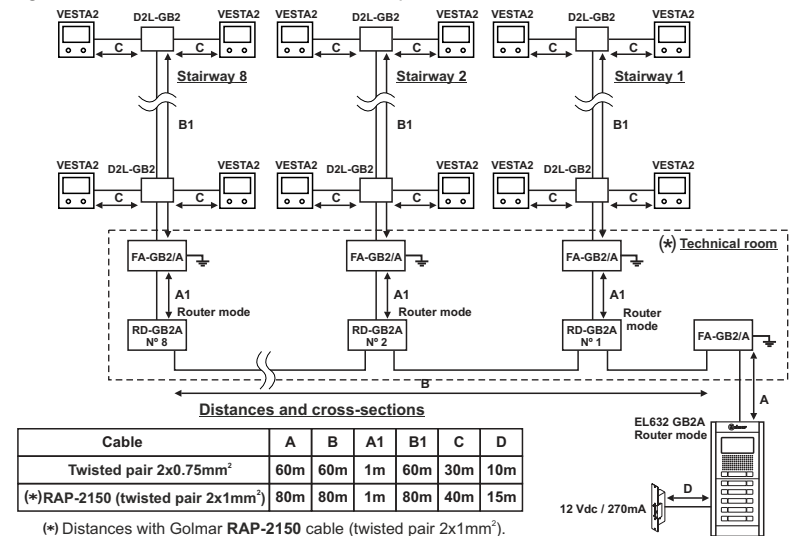 VESTA2 D2L-GB2 VESTA2 VESTA2 D2L-GB2 VESTA2 VESTA2 D2L-GB2 VESTA2
C C C C C C
Stairway 8 Stairway 2 Stairway 1
B1 B1 B1
VESTA2 D2L-GB2 VESTA2 VESTA2 D2L-GB2 VESTA2 VESTA2 D2L-GB2 VESTA2
C C C C C C
(*) Technical room
FA-GB2/A FA-GB2/A FA-GB2/A
A1 A1 A1
Router mode Router mode Router mode
RD-GB2A Nº 8 RD-GB2A Nº 2 RD-GB2A Nº 1 FA-GB2/A
B
A
Distances and cross-sections
EL632 GB2A
Router mode
Cable A B A1 B1 C D
Twisted pair 2x0.75mm² 60m 60m 1m 60m 30m 10m
(*)RAP-2150 (twisted pair 2x1mm²) 80m 80m 1m 80m 40m 15m
D
12 Vdc / 270mA
(*) Distances with Golmar RAP-2150 cable (twisted pair 2x1mm²).